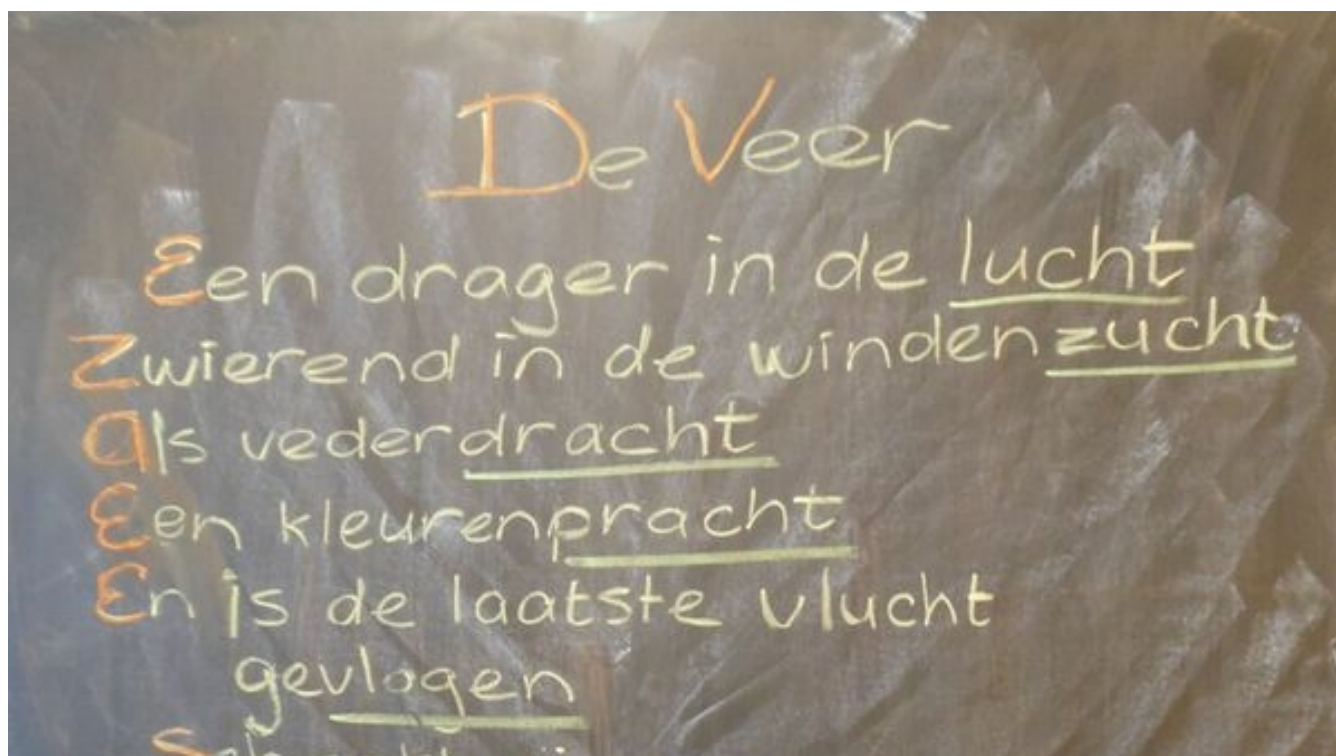 De Veer
Een drager in de lucht
Zwierend in de windenzucht
als vederdracht
Een kleurenpracht
En is de laatste vlucht
gevlogen